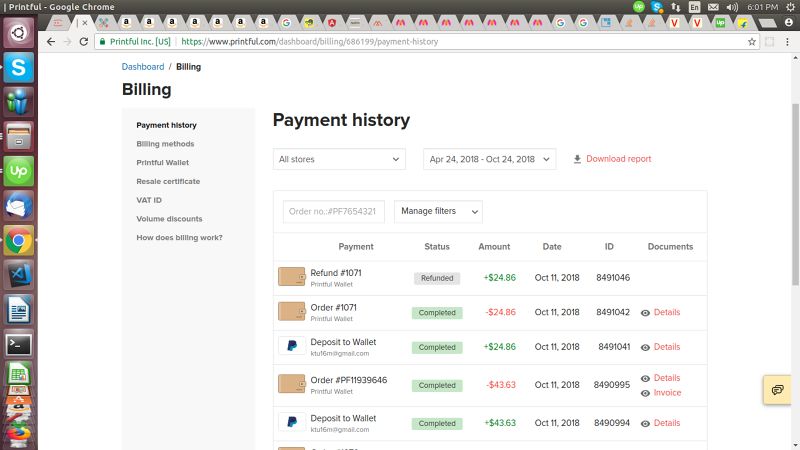 Printful - Google Chrome
En
6:01 PM
Printful Inc. [US]
https://www.printful.com/dashboard/billing/686199/payment-history
Dashboard / Billing
Billing
Payment history
Billing methods
Printful Wallet
Resale certificate
VAT ID
Volume discounts
How does billing work?
Payment history
All stores
Apr 24, 2018 - Oct 24, 2018
Download report
Order no.:#PF7654321
Manage filters
Payment Status Amount Date ID Documents
Refund #1071
Printful Wallet
Refunded +$24.86 Oct 11, 2018 8491046
Order #1071
Printful Wallet
Completed -$24.86 Oct 11, 2018 8491042 Details
Deposit to Wallet
ktuf6m@gmail.com
Completed +$24.86 Oct 11, 2018 8491041 Details
Order #PF11939646
Printful Wallet
Completed -$43.63 Oct 11, 2018 8490995 Details
Invoice
Deposit to Wallet
ktuf6m@gmail.com
Completed +$43.63 Oct 11, 2018 8490994 Details